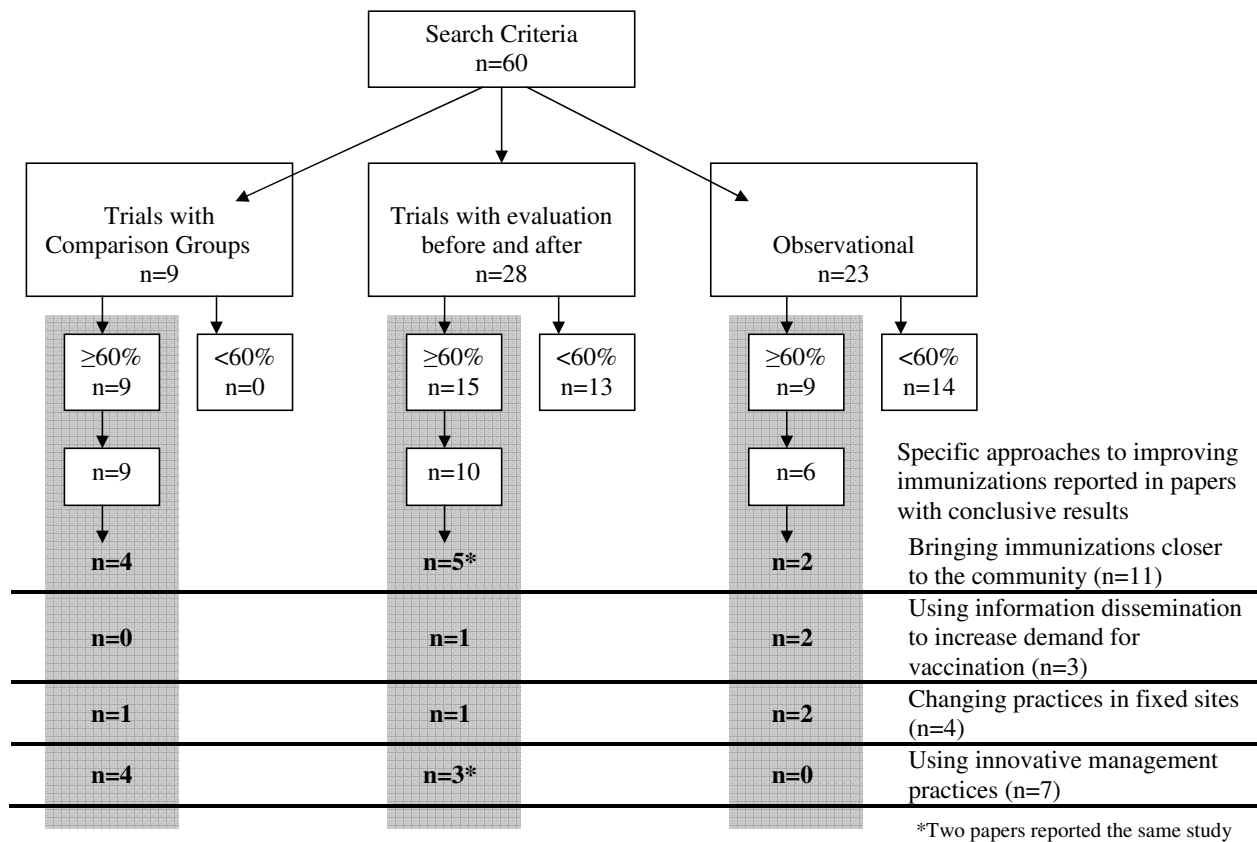 Search Criteria
n=60
Trials with
Comparison Groups
n=9
Trials with evaluation
before and after
n=28
Observational
n=23
≥60%
n=9
<60%
n=0
≥60%
n=15
<60%
n=13
≥60%
n=9
<60%
n=14
n=9
n=10
n=6
Specific approaches to improving
immunizations reported in papers
with conclusive results
n=4
n=5*
n=2
Bringing immunizations closer
to the community (n=11)
n=0
n=1
n=2
Using information dissemination
to increase demand for
vaccination (n=3)
n=1
n=1
n=2
Changing practices in fixed sites
(n=4)
n=4
n=3*
n=0
Using innovative management
practices (n=7)
*Two papers reported the same study